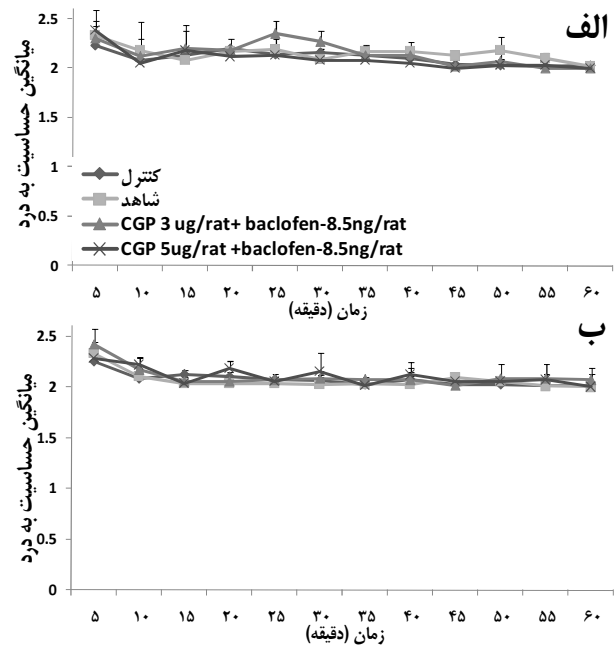 الف
میانگین حساسیت به درد
2.5
2
1
0.5
0
کنترل
شاهد
CGP 3 ug/rat+ baclofen-8.5ng/rat
CGP 5ug/rat +baclofen-8.5ng/rat
۵ ۱۰ ۱۵ ۲۰ ۲۵ ۳۰ ۳۵ ۴۰ ۴۵ ۵۰ ۵۵ ۶۰
زمان (دقیقه)
ب
میانگین حساسیت به درد
2.5
2
1.5
1
0.5
0
۵ ۱۰ ۱۵ ۲۰ ۲۵ ۳۰ ۳۵ ۴۰ ۴۵ ۵۰ ۵۵ ۶۰
زمان (دقیقه)